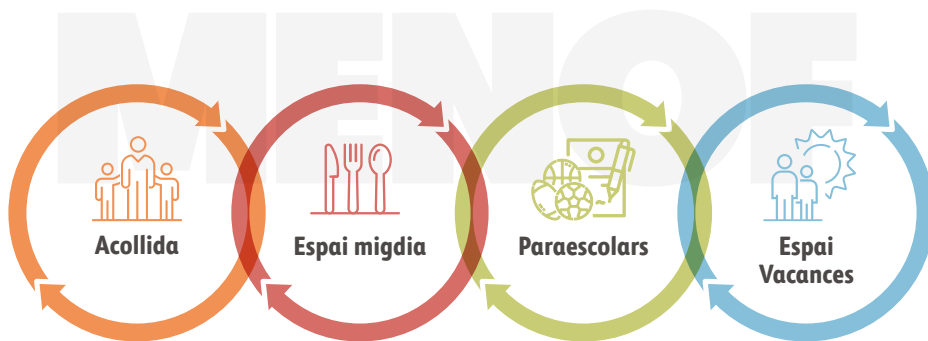 MENOE
Acollida
Espai migdia
Paraescolars
Espai
Vacances